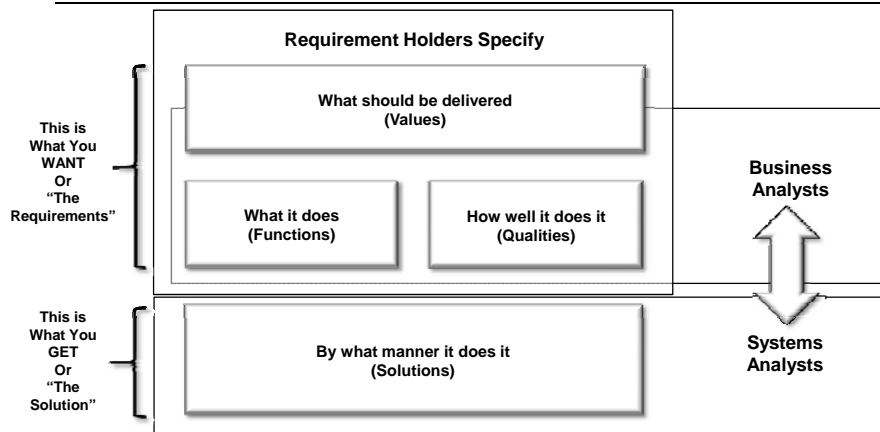 Requirement Holders Specify
What should be delivered
(Values)
This is
What You
WANT
Or
“The
Requirements”
What it does
(Functions)
How well it does it
(Qualities)
Business
Analysts
This is
What You
GET
Or
“The
Solution”
By what manner it does it
(Solutions)
Systems
Analysts